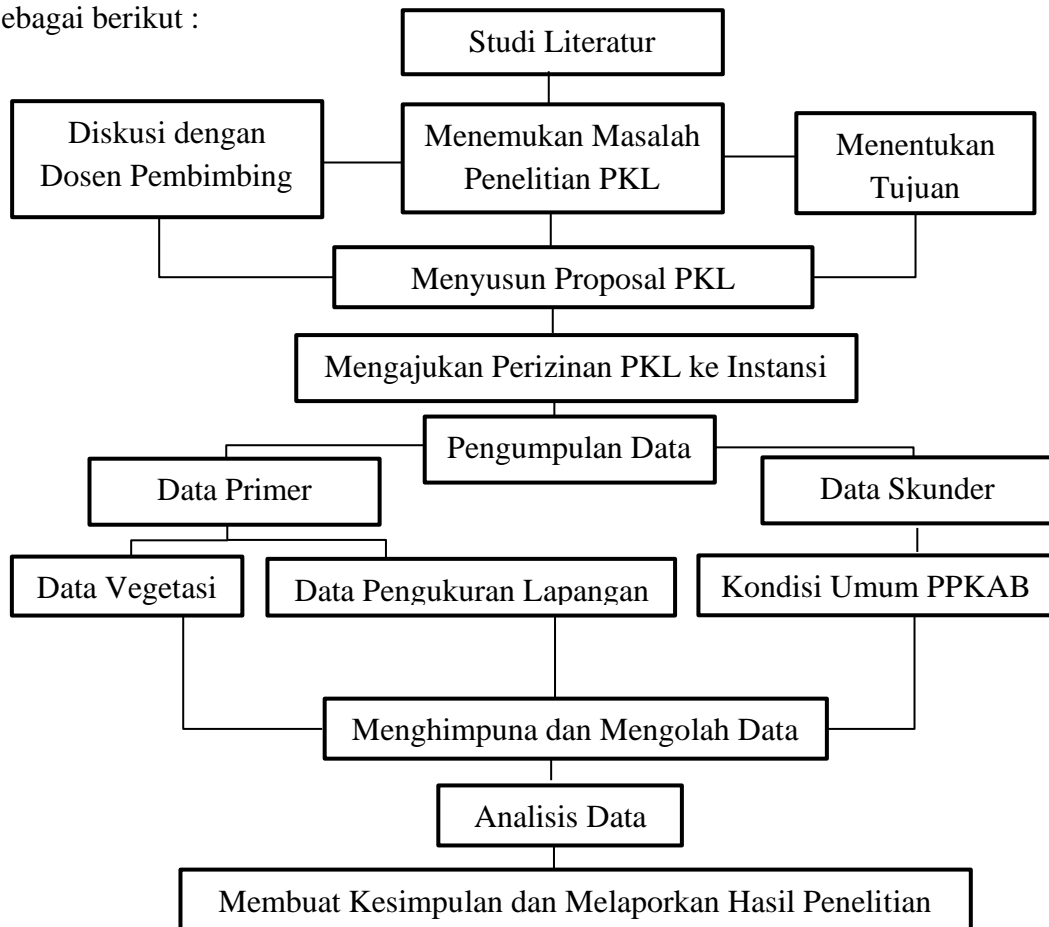 ebagai berikut :
Studi Literatur
Diskusi dengan
Dosen Pembimbing
Menemukan Masalah
Penelitian PKL
Menentukan
Tujuan
Menyusun Proposal PKL
Mengajukan Perizinan PKL ke Instansi
Pengumpulan Data
Data Primer
Data Skunder
Data Vegetasi
Data Pengukuran Lapangan
Kondisi Umum PPKAB
Menghimpuna dan Mengolah Data
Analisis Data
Membuat Kesimpulan dan Melaporkan Hasil Penelitian